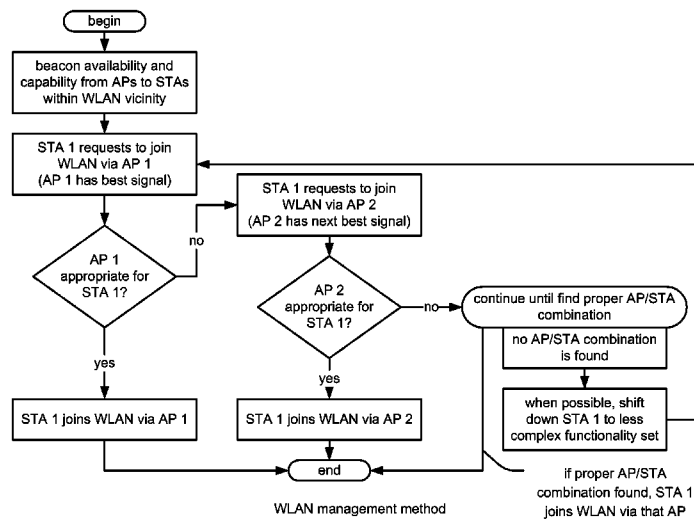 begin
beacon availability and
capability from APs to STAs
within WLAN vicinity
STA 1 requests to join
WLAN via AP 1
(AP 1 has best signal)
STA 1 requests to join
WLAN via AP 2
(AP 2 has next best signal)
no
AP 1
appropriate for
STA 1?
AP 2
appropriate for
STA 1?
no
continue until find proper AP/STA
combination
no AP/STA combination
is found
yes
yes
STA 1 joins WLAN via AP 1
STA 1 joins WLAN via AP 2
when possible, shift
down STA 1 to less
complex functionality set
end
if proper AP/STA
combination found, STA 1
joins WLAN via that AP
WLAN management method